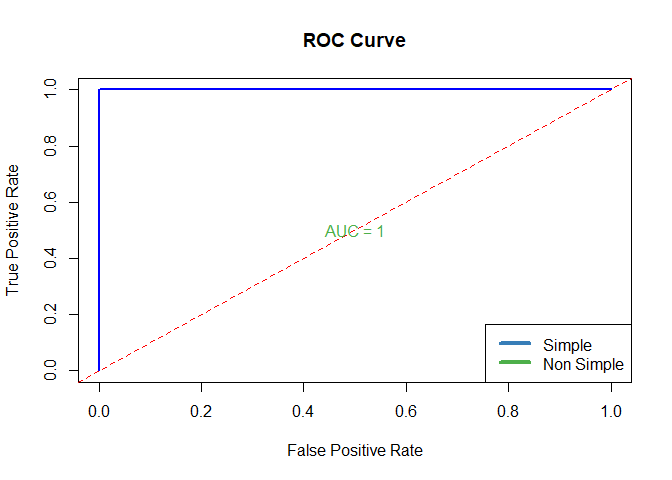 ROC Curve
True Positive Rate
1.0
0.8
0.6
0.4
0.2
0.0
AUC = 1
Simple
Non Simple
0.0 0.2 0.4 0.6 0.8 1.0
False Positive Rate